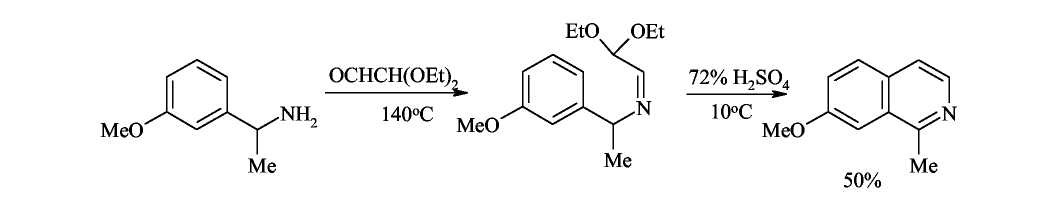 EtO OEt
OCHCH(OEt)₂
140°C
MeO
NH₂
Me
N
MeO
Me
72% H₂SO₄
10°C
MeO
N
Me
50%